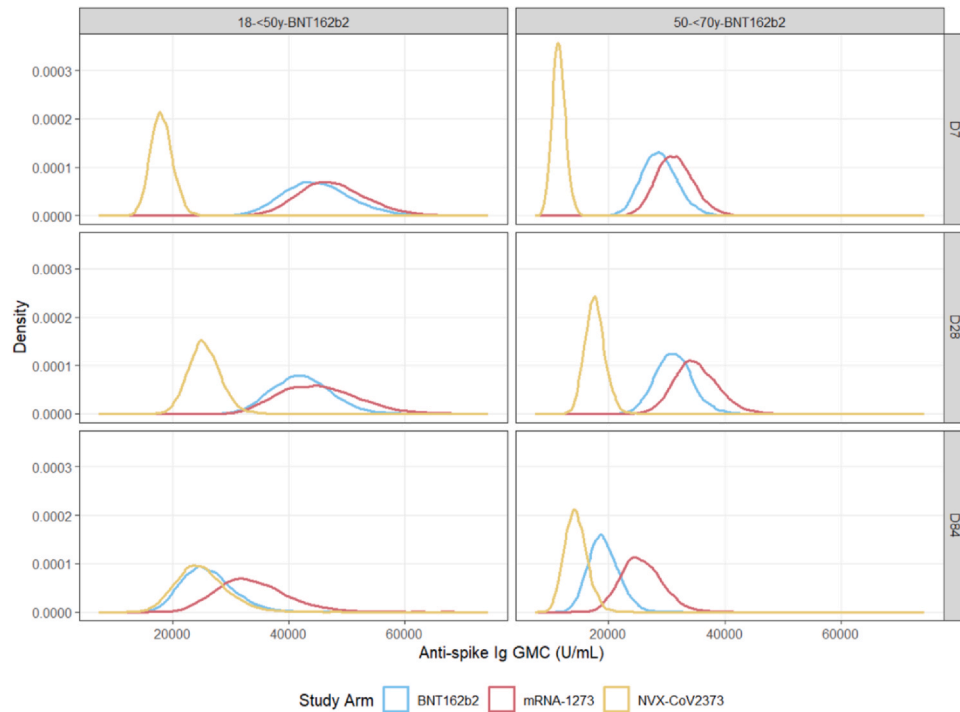 18-<50y-BNT162b2 50-<70y-BNT162b2
0.0003
0.0002
0.0001
0.0000
D7
0.0003
0.0002
0.0001
0.0000
D28
0.0003
0.0002
0.0001
0.0000
D84
Density
20000 40000 60000 20000 40000 60000
Anti-spike Ig GMC (U/mL)
Study Arm BNT162b2 mRNA-1273 NVX-CoV2373